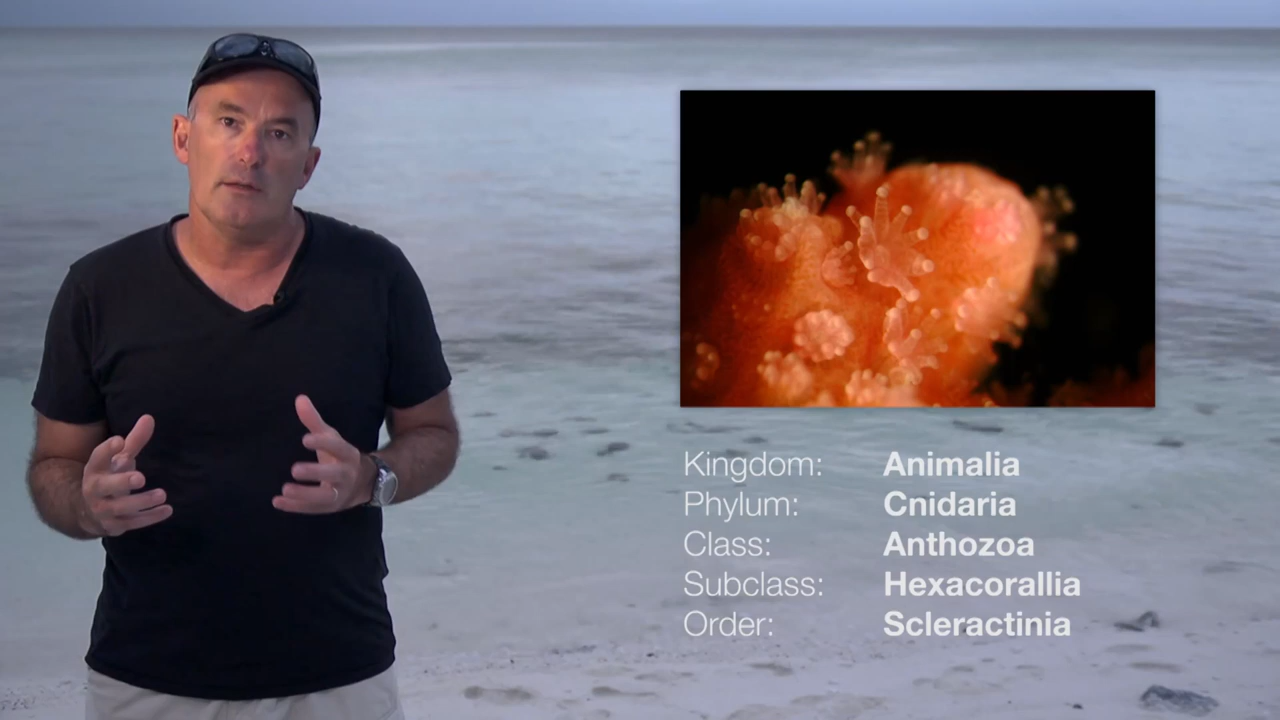 Kingdom: Animalia
Phylum: Cnidaria
Class: Anthozoa
Subclass: Hexacorallia
Order: Scleractinia